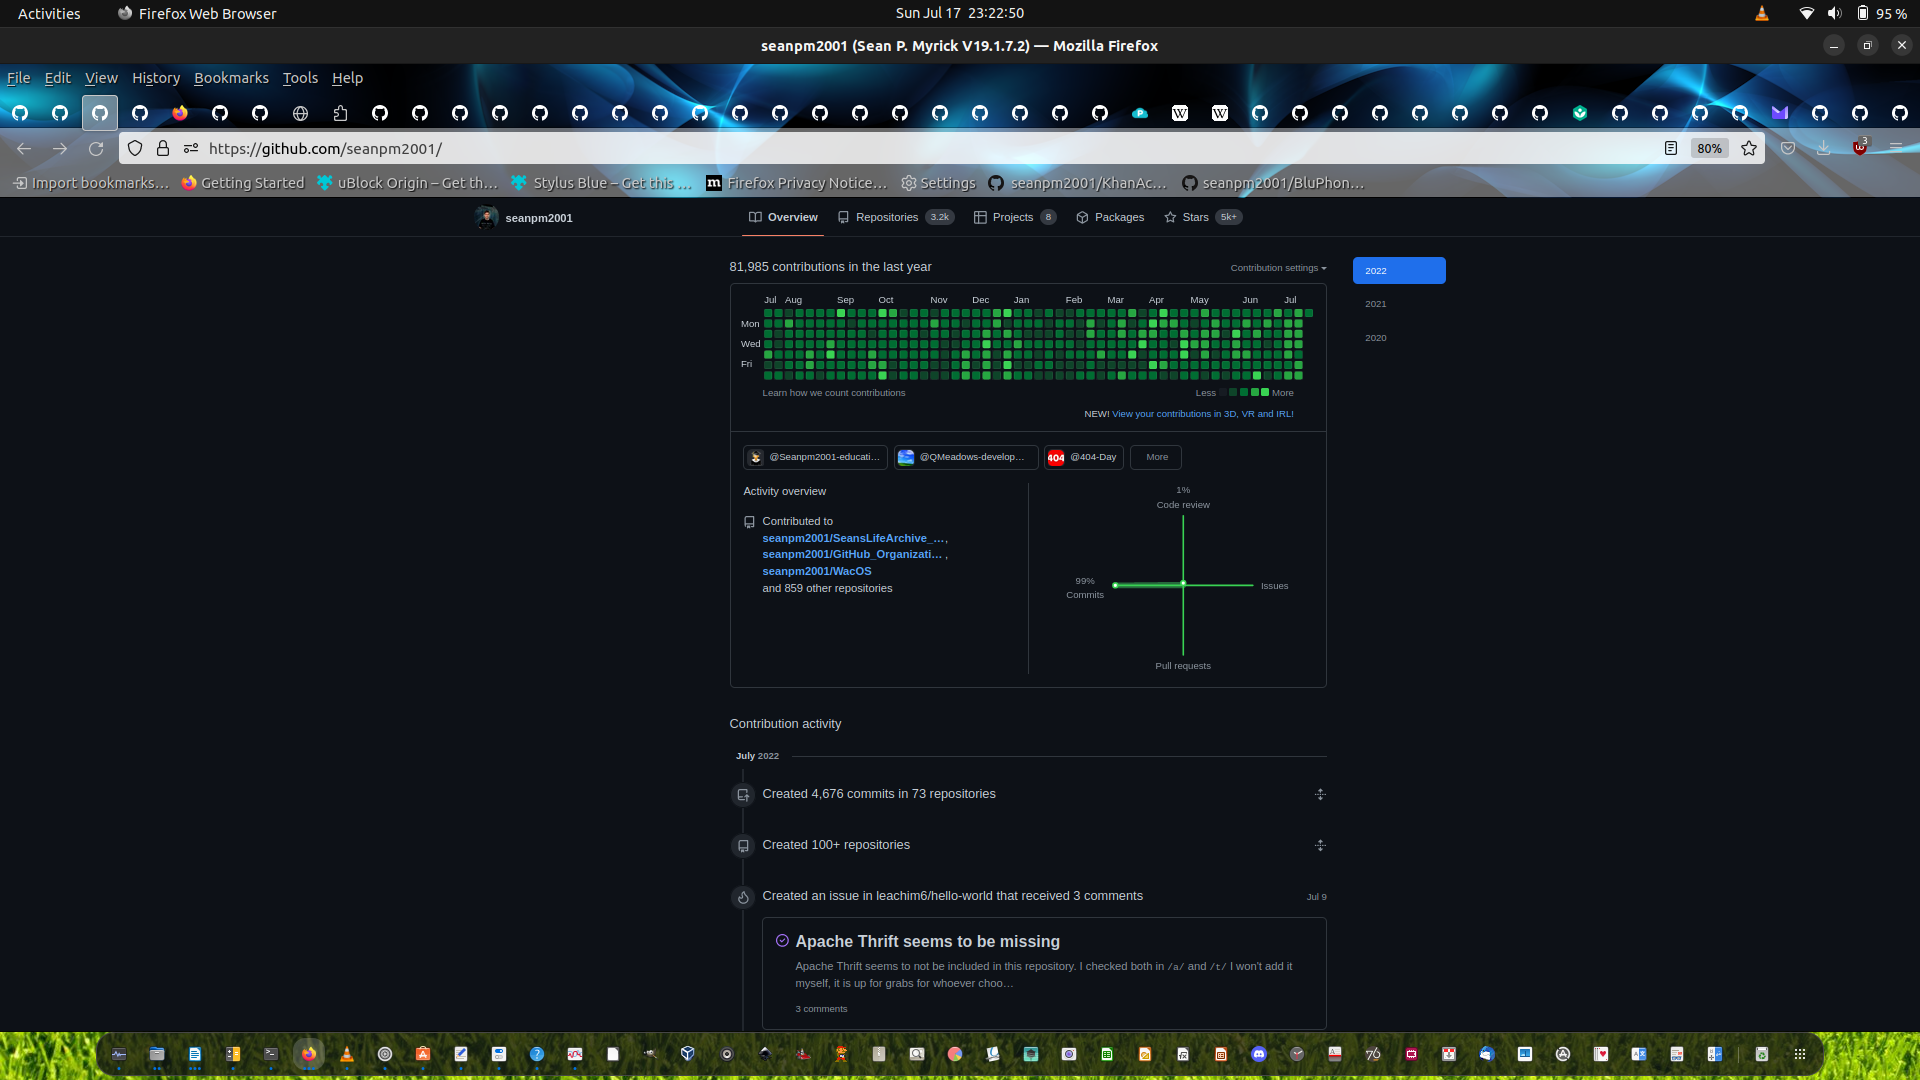 Activities
Firefox Web Browser
Sun Jul 17 23:22:50
95 %
seanpm2001 (Sean P. Myrick V19.1.7.2) — Mozilla Firefox
File Edit View History Bookmarks Tools Help
https://github.com/seanpm2001/
80%
3
Import bookmarks…
Getting Started
uBlock Origin – Get th…
Stylus Blue – Get this …
Firefox Privacy Notice…
Settings
seanpm2001/KhanAc…
seanpm2001/BluPhon…
seanpm2001
Overview
Repositories 3.2k
Projects 8
Packages
Stars 5k+
81,985 contributions in the last year
Contribution settings
2022
2021
2020
Jul Aug Sep Oct Nov Dec Jan Feb Mar Apr May Jun Jul
Mon
Wed
Fri
Learn how we count contributions
Less More
NEW! View your contributions in 3D, VR and IRL!
@Seanpm2001-educati…
@QMeadows-develop…
404 @404-Day
More
Activity overview
Contributed to
seanpm2001/SeansLifeArchive_…,
seanpm2001/GitHub_Organizati… ,
seanpm2001/WacOS
and 859 other repositories
1%
Code review
99%
Commits
Issues
Pull requests
Contribution activity
July 2022
Created 4,676 commits in 73 repositories
Created 100+ repositories
Created an issue in leachim6/hello-world that received 3 comments
Jul 9
Apache Thrift seems to be missing
Apache Thrift seems to not be included in this repository. I checked both in /a/ and /t/ I won't add it
myself, it is up for grabs for whoever choo…
3 comments